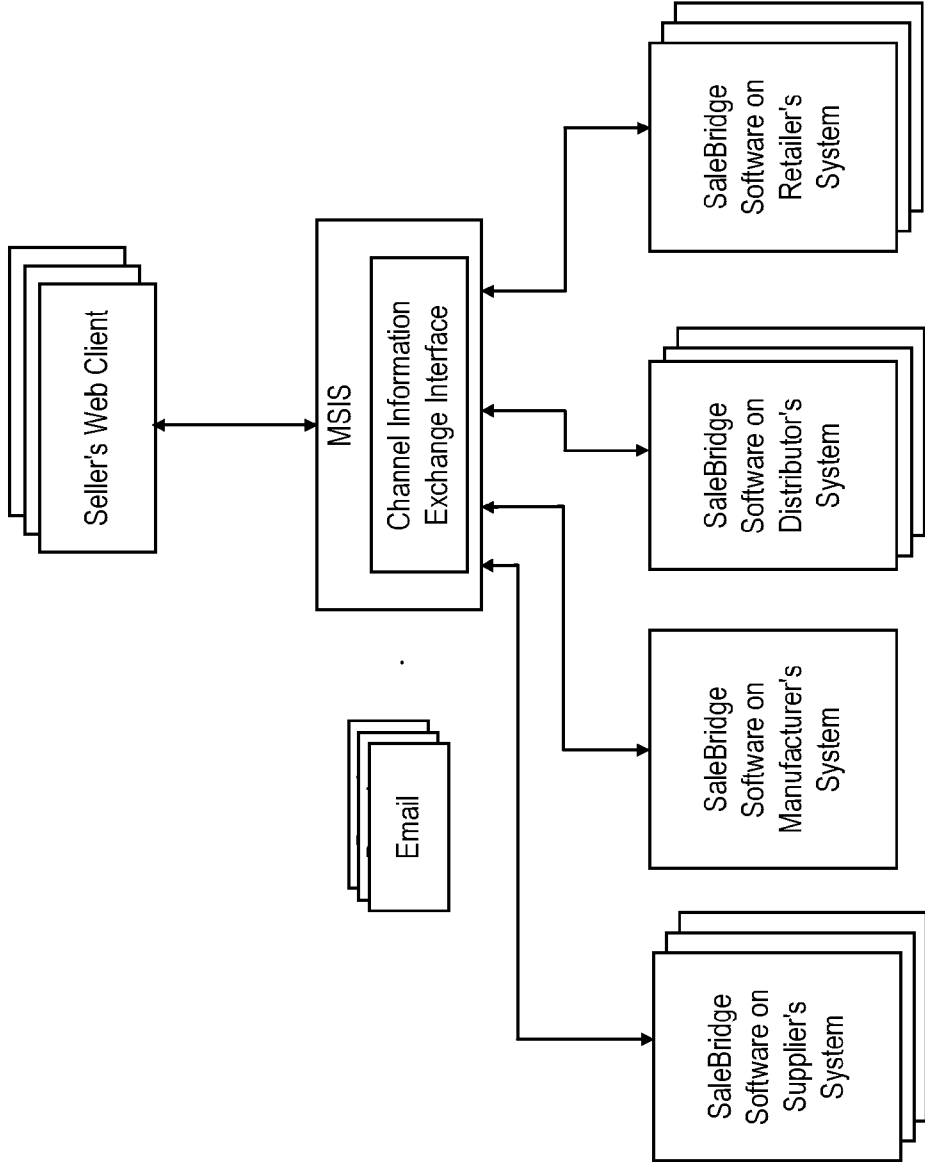 Seller's Web Client
MSIS
Channel Information
Exchange Interface
Email
SaleBridge
Software on
Supplier's
System
SaleBridge
Software on
Manufacturer's
System
SaleBridge
Software on
Distributor's
System
SaleBridge
Software on
Retailer's
System